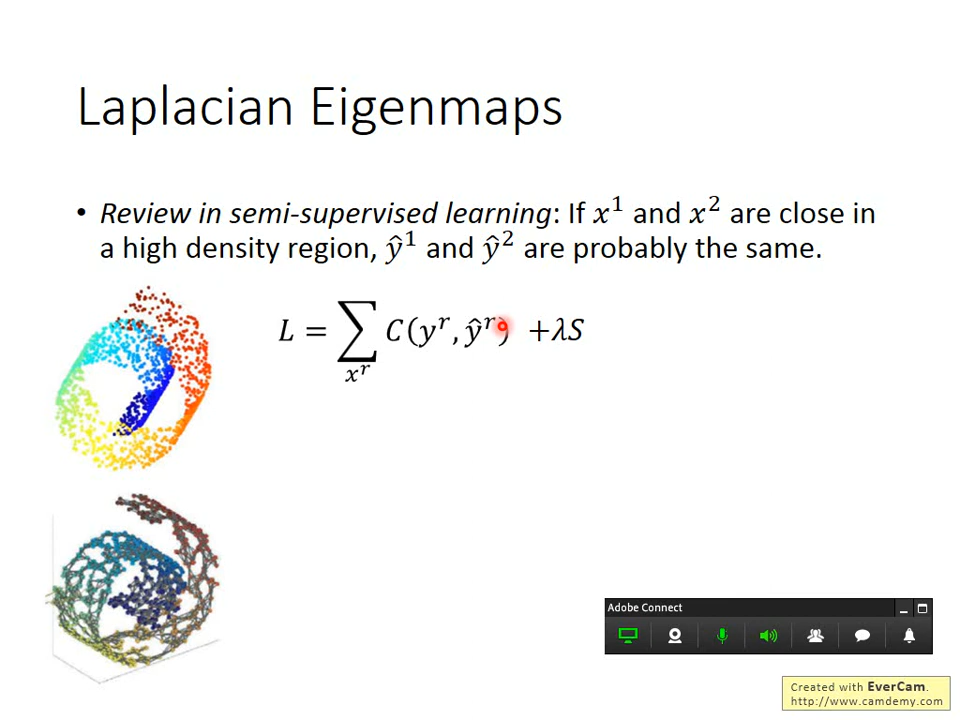 Laplacian Eigenmaps
• Review in semi-supervised learning: If x¹ and x² are close in
a high density region, ŷ¹ and ŷ² are probably the same.
L = ∑ C(yʳ, ŷʳ) +λS
xʳ
Adobe Connect
Created with EverCam.
http://www.camdemy.com